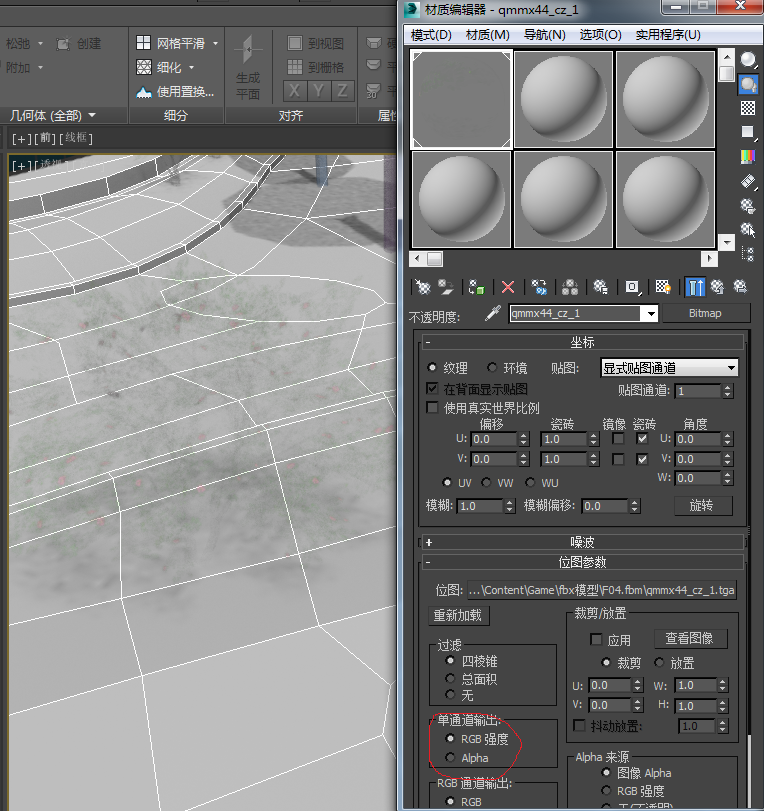 材质编辑器 - qmmx44_cz_1
模式(D) 材质(M) 导航(N) 选项(O) 实用程序(U)
松弛 创建
附加
几何体 (全部)
网格平滑
细化
使用置换...
细分
生成
平面
到视图
到栅格
X Y Z
对齐
硬
平
30
属性
[+][前][线框]
[+][透视
不透明度:
qmmx44_cz_1
Bitmap
- 坐标
纹理 环境 贴图: 显式贴图通道
在背面显示贴图 贴图通道: 1
使用真实世界比例
偏移 瓷砖 镜像 瓷砖 角度
U: 0.0 1.0 U: 0.0
V: 0.0 1.0 V: 0.0
W: 0.0
UV VW WU
模糊: 1.0 模糊偏移: 0.0 旋转
+ 噪波
- 位图参数
位图: ...\Content\Game\fbx模型\F04.fbm\qmmx44_cz_1.tga
重新加载
过滤
四棱锥
总面积
无
单通道输出:
RGB 强度
Alpha
RGB 通道输出:
RGB
裁剪/放置
应用 查看图像
裁剪 放置
U: 0.0 W: 1.0
V: 0.0 H: 1.0
抖动放置: 1.0
Alpha 来源
图像 Alpha
RGB 强度
无(不透明)